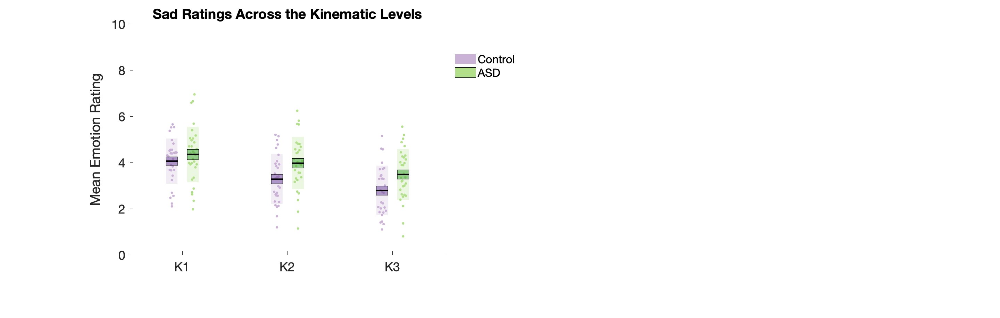 Sad Ratings Across the Kinematic Levels
10
8
6
4
2
0
Mean Emotion Rating
K1 K2 K3
Control
ASD